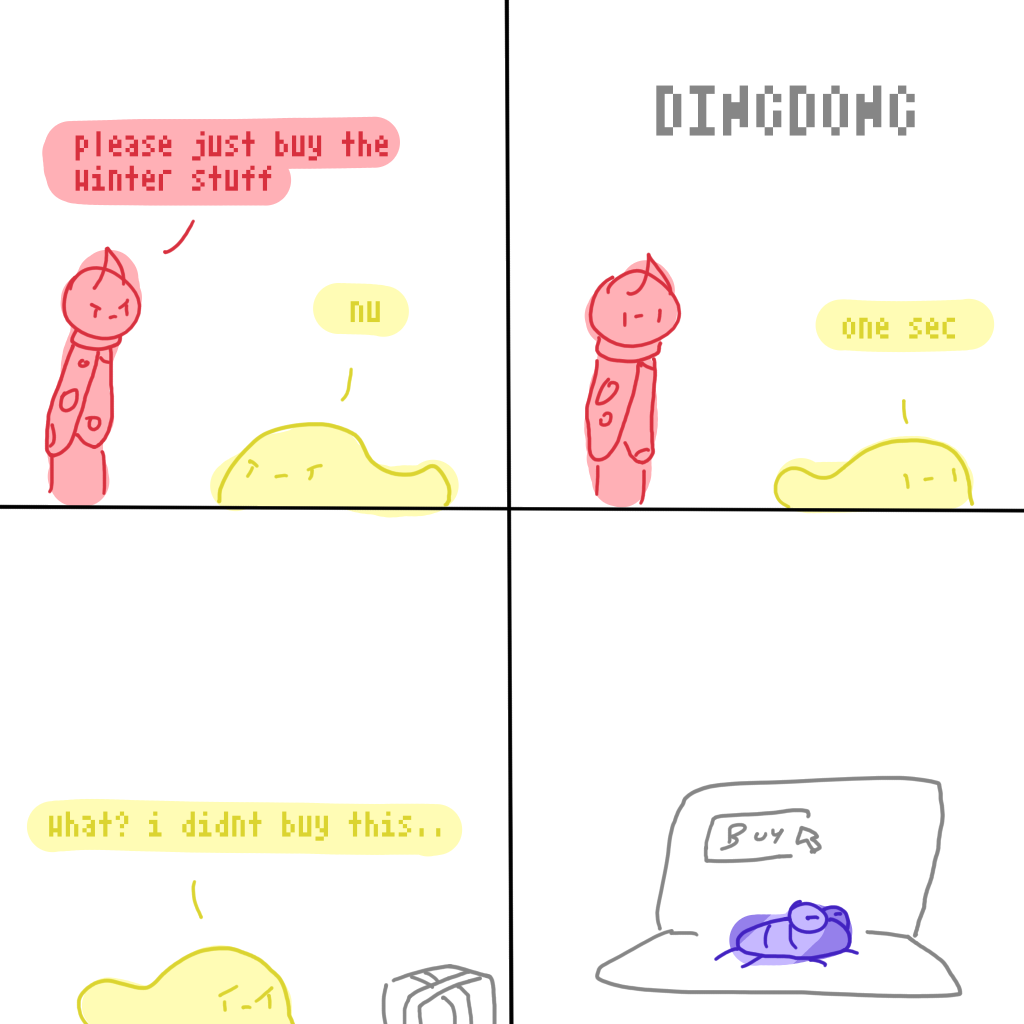 please just buy the
winter stuff
nu
DINGDONG
one sec
what? i didnt buy this..
BUY